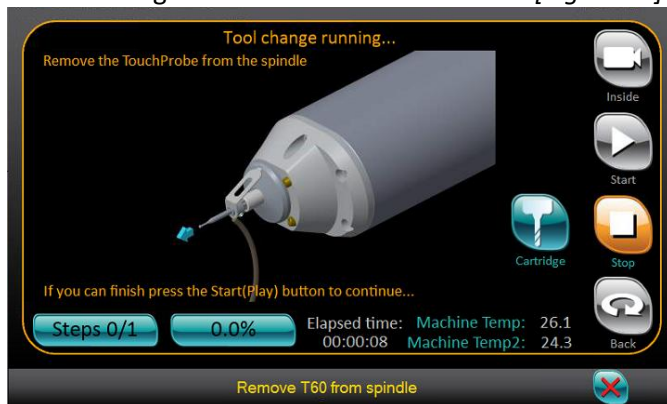 Tool change running...
Remove the TouchProbe from the spindle
Inside
Start
Cartridge
Stop
If you can finish press the Start(Play) button to continue...
Steps 0/1
0.0%
Elapsed time: Machine Temp: 26.1
00:00:08 Machine Temp2: 24.3
Back
Remove T60 from spindle